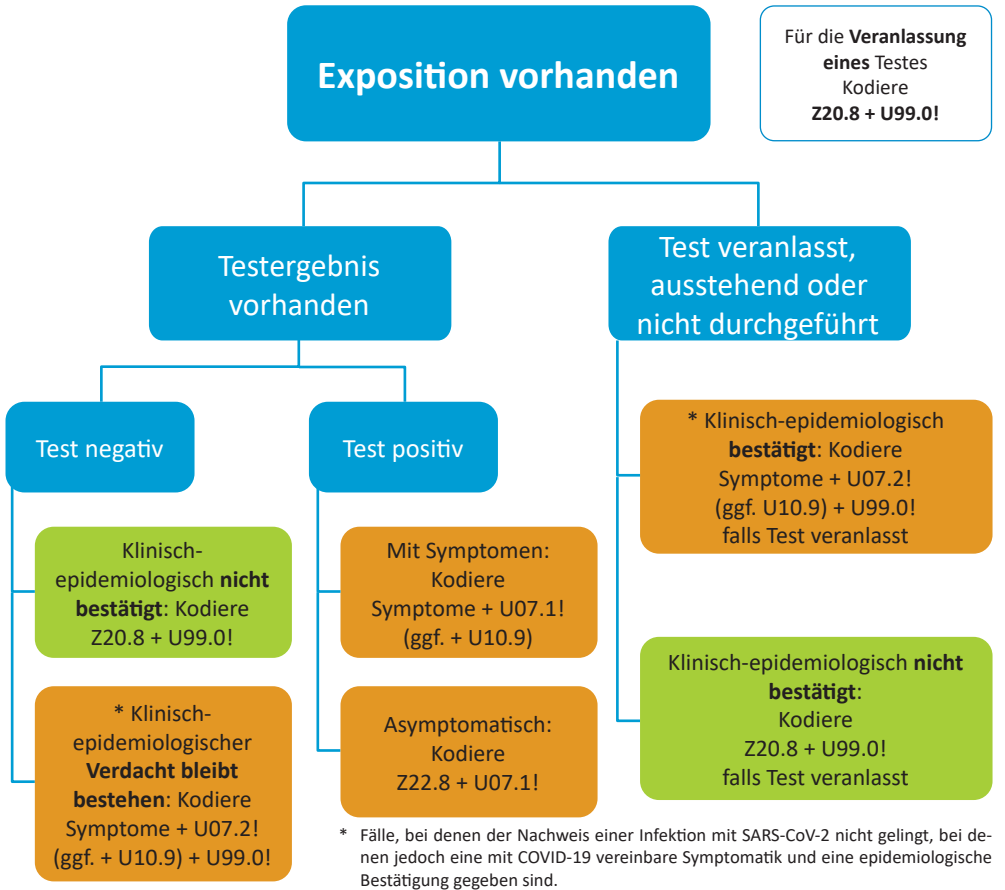 Exposition vorhanden
Für die Veranlassung
eines Testes
Kodiere
Z20.8 + U99.0!
Testergebnis
vorhanden
Test veranlasst,
ausstehend oder
nicht durchgeführt
Test negativ
Test positiv
* Klinisch-epidemiologisch
bestätigt: Kodiere
Symptome + U07.2!
(ggf. U10.9) + U99.0!
falls Test veranlasst
Klinisch-
epidemiologisch nicht
bestätigt: Kodiere
Z20.8 + U99.0!
Mit Symptomen:
Kodiere
Symptome + U07.1!
(ggf. + U10.9)
Klinisch-epidemiologisch nicht
bestätigt:
Kodiere
Z20.8 + U99.0!
falls Test veranlasst
* Klinisch-
epidemiologischer
Verdacht bleibt
bestehen: Kodiere
Symptome + U07.2!
(ggf. + U10.9) + U99.0!
Asymptomatisch:
Kodiere
Z22.8 + U07.1!
* Fälle, bei denen der Nachweis einer Infektion mit SARS-CoV-2 nicht gelingt, bei de-
nen jedoch eine mit COVID-19 vereinbare Symptomatik und eine epidemiologische
Bestätigung gegeben sind.